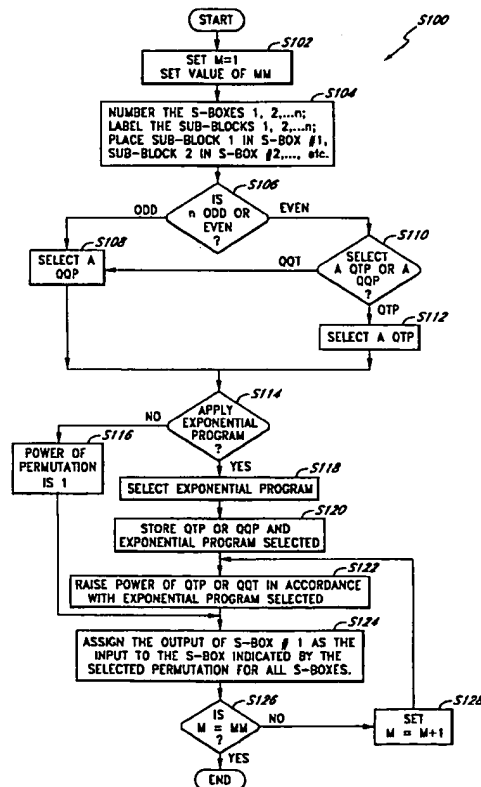 START
S100
S102
SET M=1
SET VALUE OF MM
S104
NUMBER THE S-BOXES 1, 2,...n;
LABEL THE SUB-BLOCKS 1, 2,...n;
PLACE SUB-BLOCK 1 IN S-BOX #1,
SUB-BLOCK 2 IN S-BOX #2,..., etc.
S106
IS
n ODD OR
EVEN
?
ODD
EVEN
S108
SELECT A
QQP
S110
SELECT
A QTP OR A
QQP
?
QQT
QTP
S112
SELECT A QTP
S114
APPLY
EXPONENTIAL
PROGRAM
?
NO
YES
S116
POWER OF
PERMUTATION
IS 1
S118
SELECT EXPONENTIAL PROGRAM
S120
STORE QTP OR QQP AND
EXPONENTIAL PROGRAM SELECTED
S122
RAISE POWER OF QTP OR QQT IN ACCORDANCE
WITH EXPONENTIAL PROGRAM SELECTED
S124
ASSIGN THE OUTPUT OF S-BOX # 1 AS THE
INPUT TO THE S-BOX INDICATED BY THE
SELECTED PERMUTATION FOR ALL S-BOXES.
S126
IS
M = MM
?
NO
YES
S128
SET
M = M+1
END